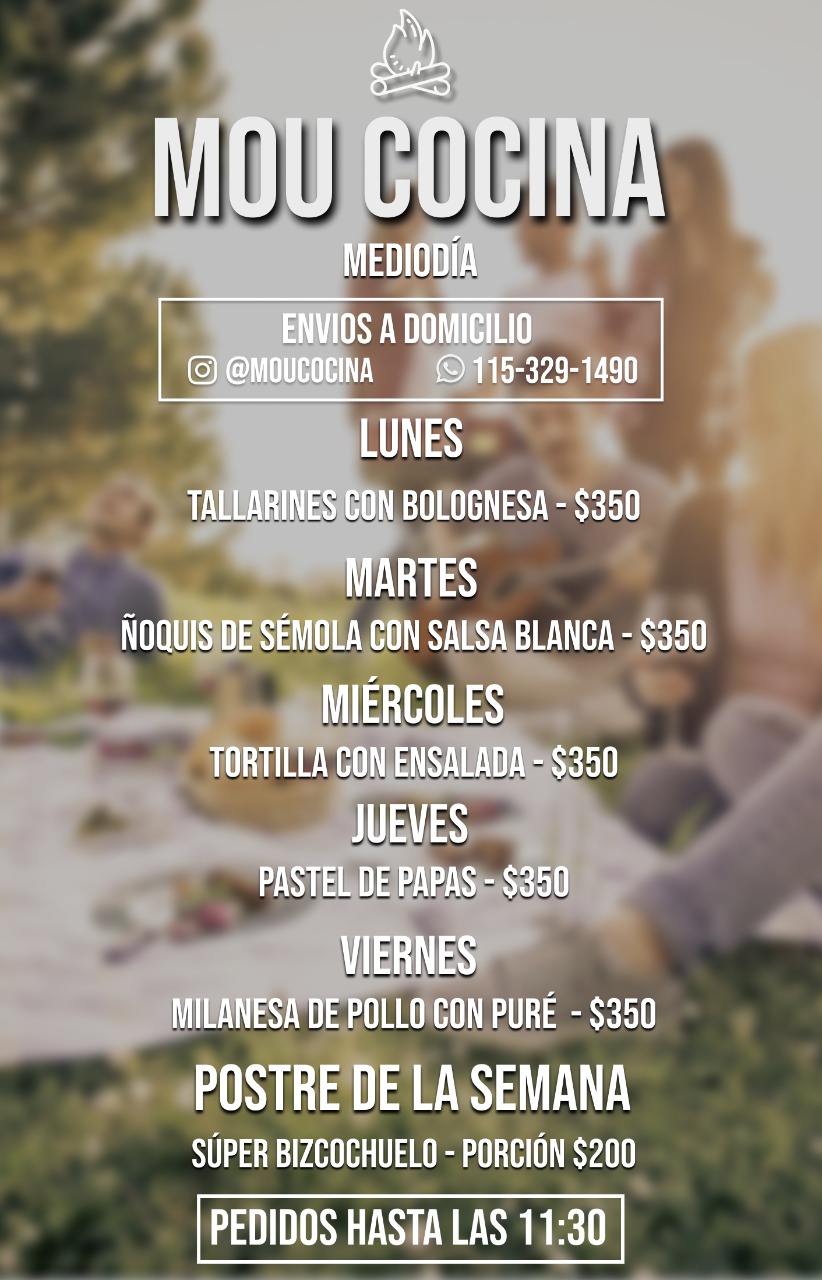 MOU COCINA
MEDIODÍA
ENVIOS A DOMICILIO
@MOUCOCINA 115-329-1490
LUNES
TALLARINES CON BOLOGNESA - $350
MARTES
ÑOQUIS DE SÉMOLA CON SALSA BLANCA - $350
MIÉRCOLES
TORTILLA CON ENSALADA - $350
JUEVES
PASTEL DE PAPAS - $350
VIERNES
MILANESA DE POLLO CON PURÉ - $350
POSTRE DE LA SEMANA
SÚPER BIZCOCHUELO - PORCIÓN $200
PEDIDOS HASTA LAS 11:30